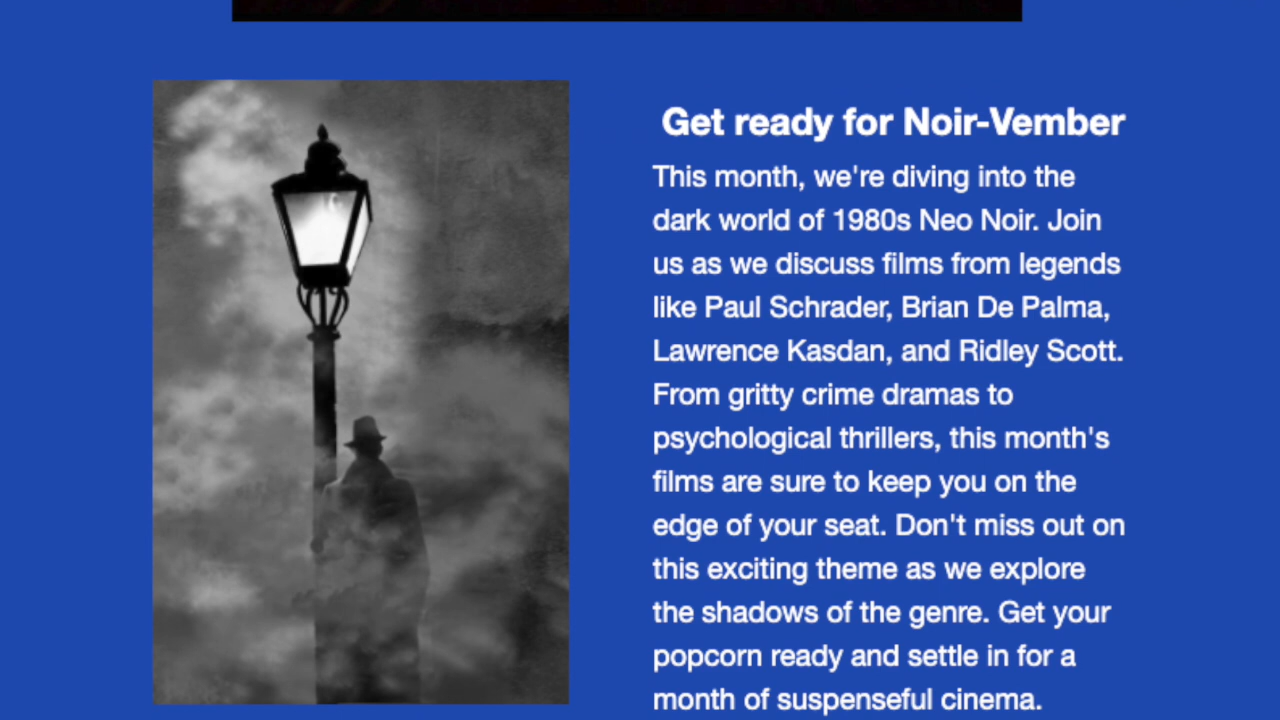 Get ready for Noir-Vember
This month, we're diving into the
dark world of 1980s Neo Noir. Join
us as we discuss films from legends
like Paul Schrader, Brian De Palma,
Lawrence Kasdan, and Ridley Scott.
From gritty crime dramas to
psychological thrillers, this month's
films are sure to keep you on the
edge of your seat. Don't miss out on
this exciting theme as we explore
the shadows of the genre. Get your
popcorn ready and settle in for a
month of suspenseful cinema.